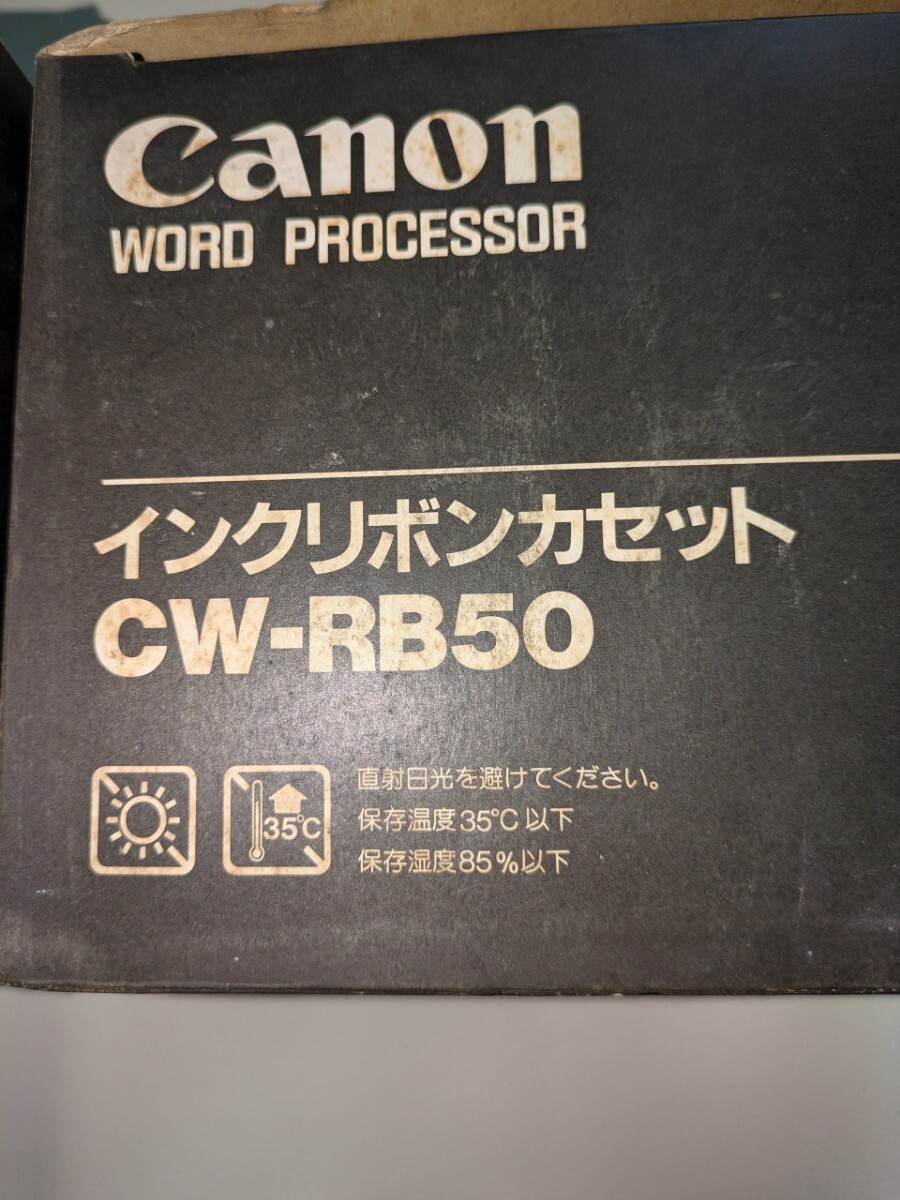 Canon
WORD PROCESSOR
インクリボンカセット
CW-RB50
35℃
直射日光を避けてください。
保存温度35℃以下
保存湿度85%以下